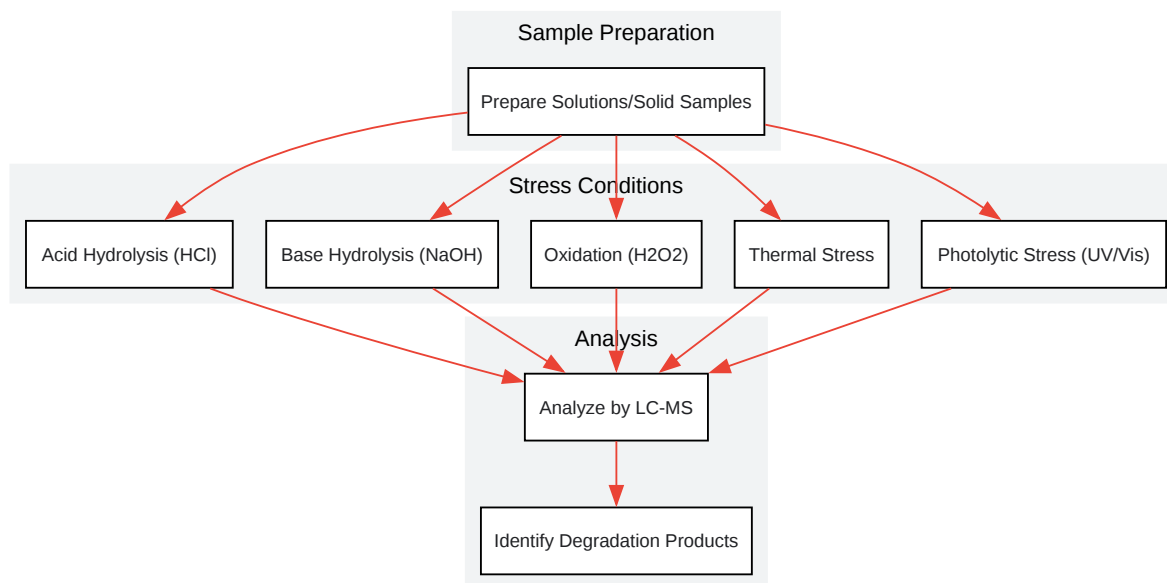 Sample Preparation
Prepare Solutions/Solid Samples
Stress Conditions
Acid Hydrolysis (HCl)
Base Hydrolysis (NaOH)
Oxidation (H2O2)
Thermal Stress
Photolytic Stress (UV/Vis)
Analysis
Analyze by LC-MS
Identify Degradation Products